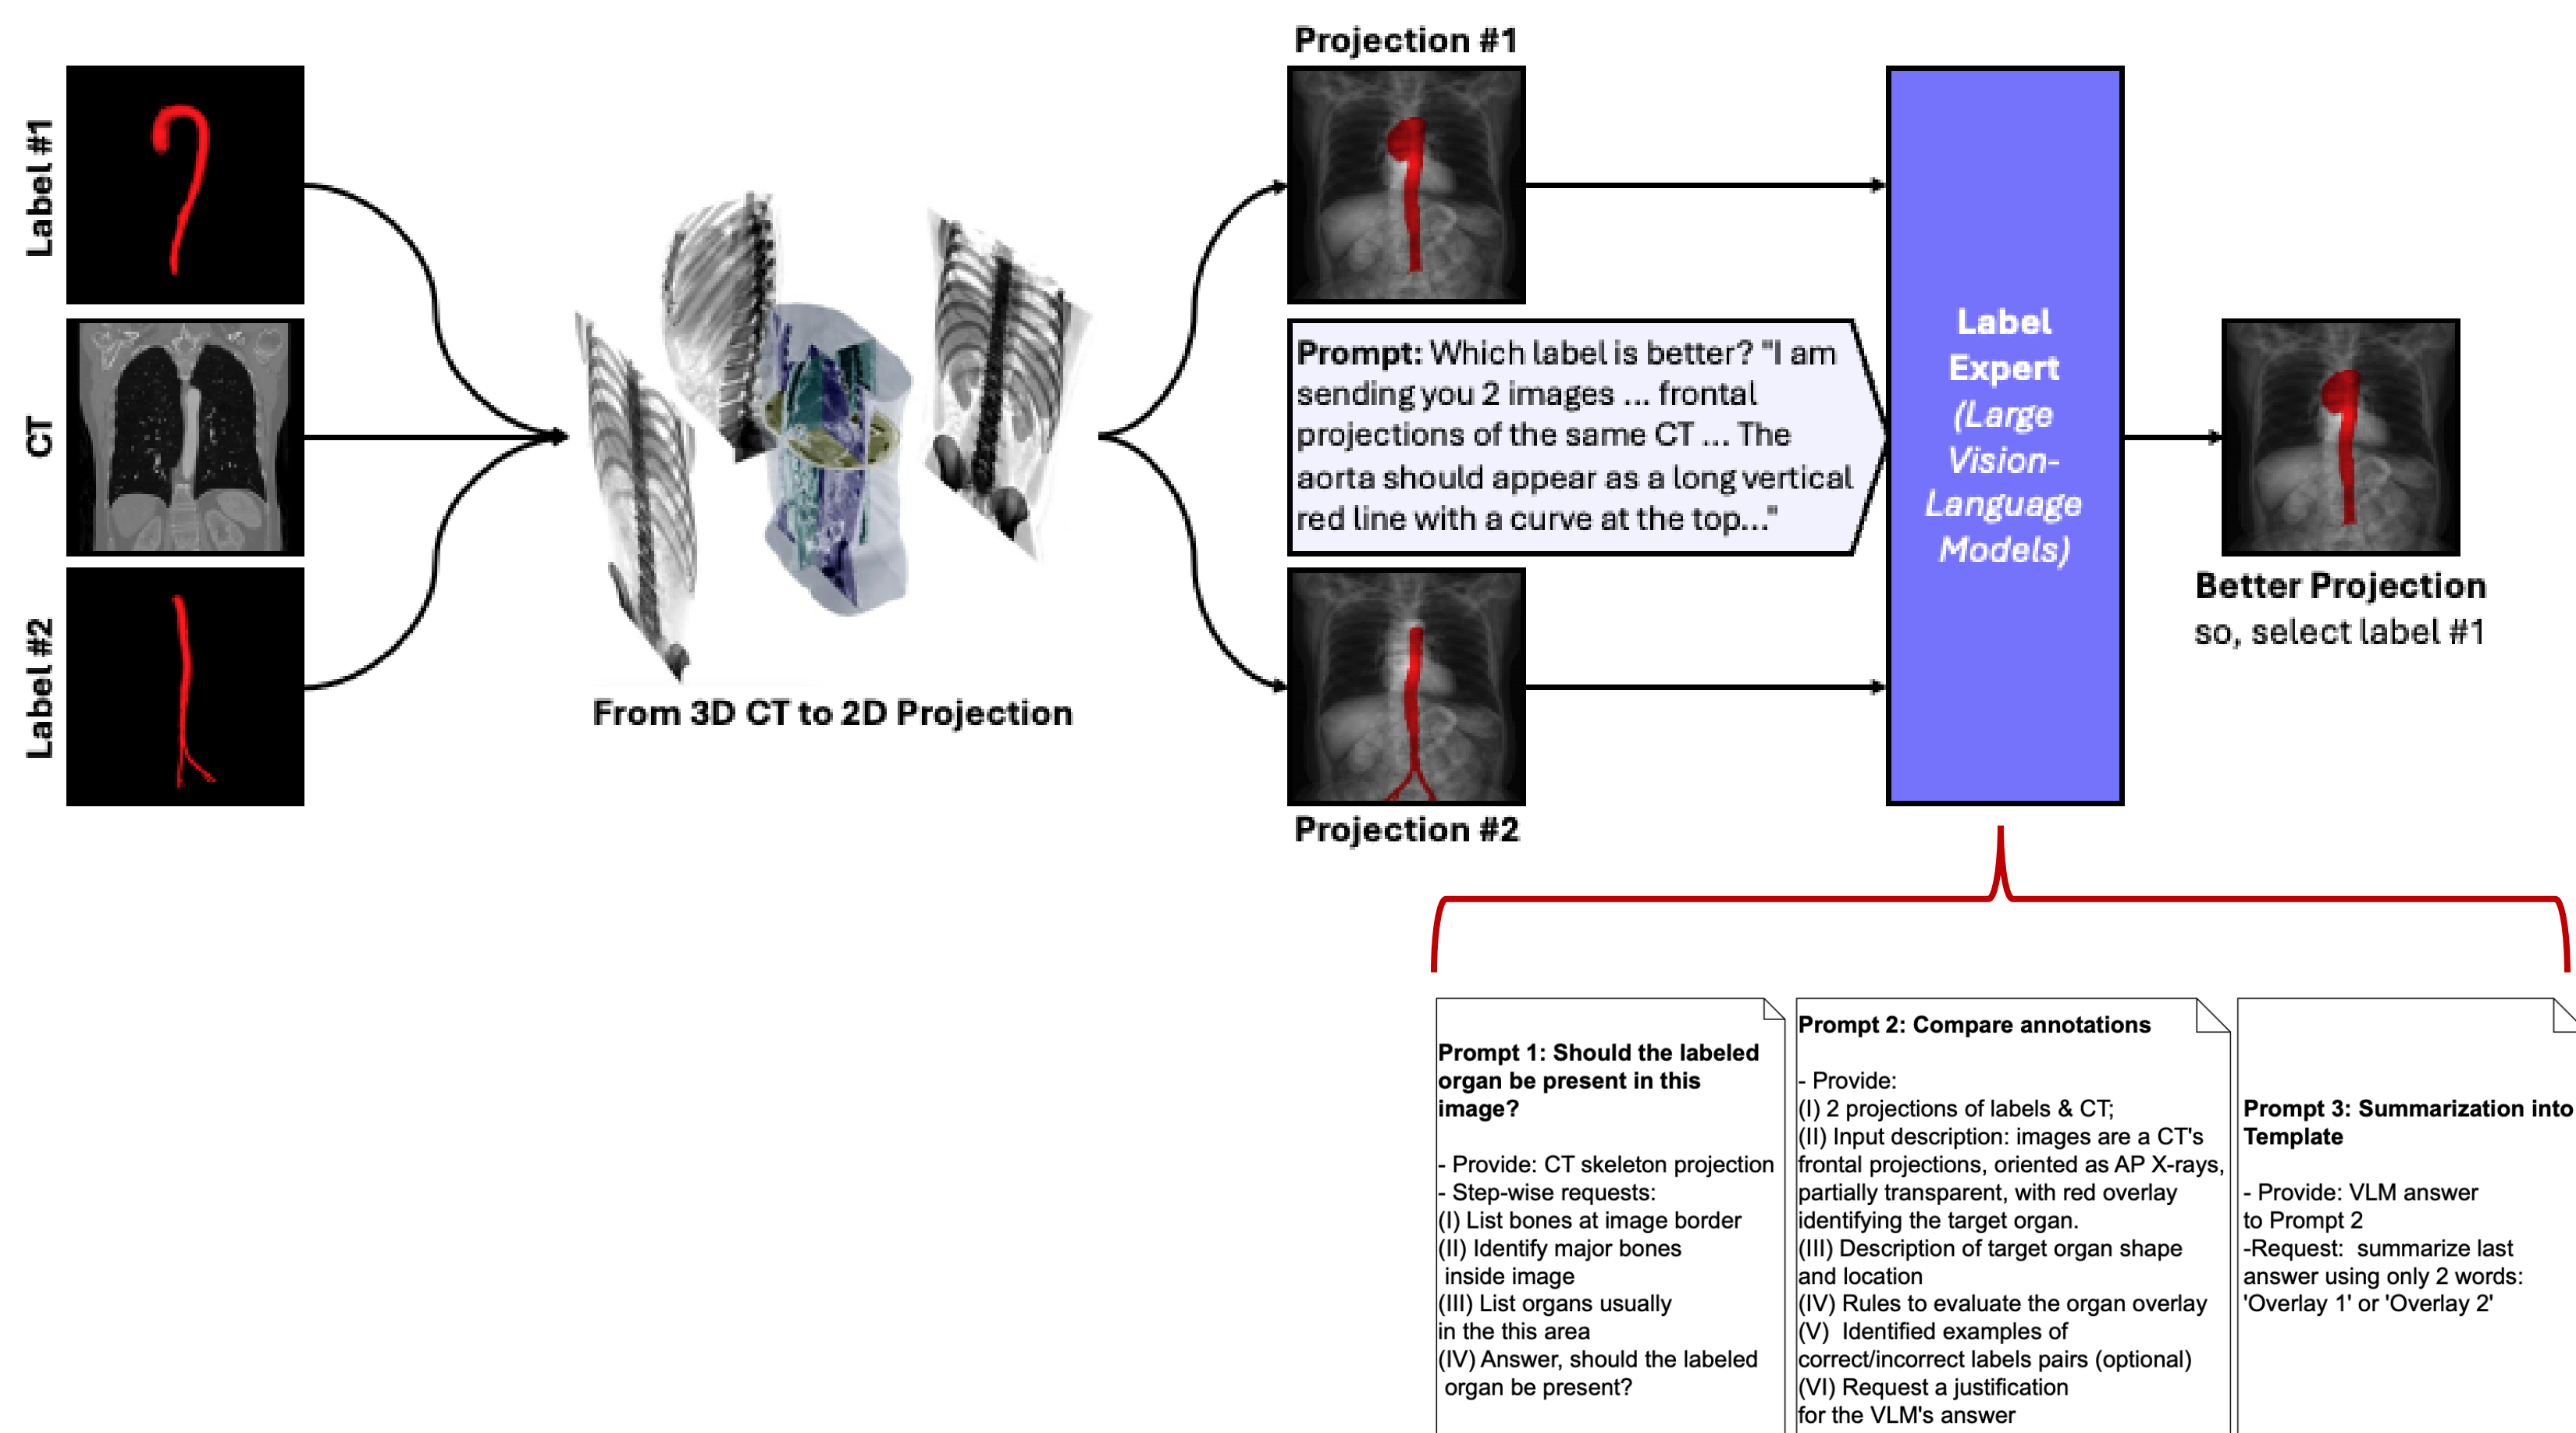 Label #1
CT
Label #2
From 3D CT to 2D Projection
Projection #1
Prompt: Which label is better? "I am
sending you 2 images ... frontal
projections of the same CT ... The
aorta should appear as a long vertical
red line with a curve at the top..."
Projection #2
Label
Expert
(Large
Vision-
Language
Models)
Better Projection
so, select label #1
Prompt 1: Should the labeled
organ be present in this
image?
- Provide: CT skeleton projection
- Step-wise requests:
(I) List bones at image border
(II) Identify major bones
inside image
(III) List organs usually
in the this area
(IV) Answer, should the labeled
organ be present?
Prompt 2: Compare annotations
- Provide:
(I) 2 projections of labels & CT;
(II) Input description: images are a CT's
frontal projections, oriented as AP X-rays,
partially transparent, with red overlay
identifying the target organ.
(III) Description of target organ shape
and location
(IV) Rules to evaluate the organ overlay
(V) Identified examples of
correct/incorrect labels pairs (optional)
(VI) Request a justification
for the VLM's answer
Prompt 3: Summarization into
Template
- Provide: VLM answer
to Prompt 2
-Request: summarize last
answer using only 2 words:
'Overlay 1' or 'Overlay 2'